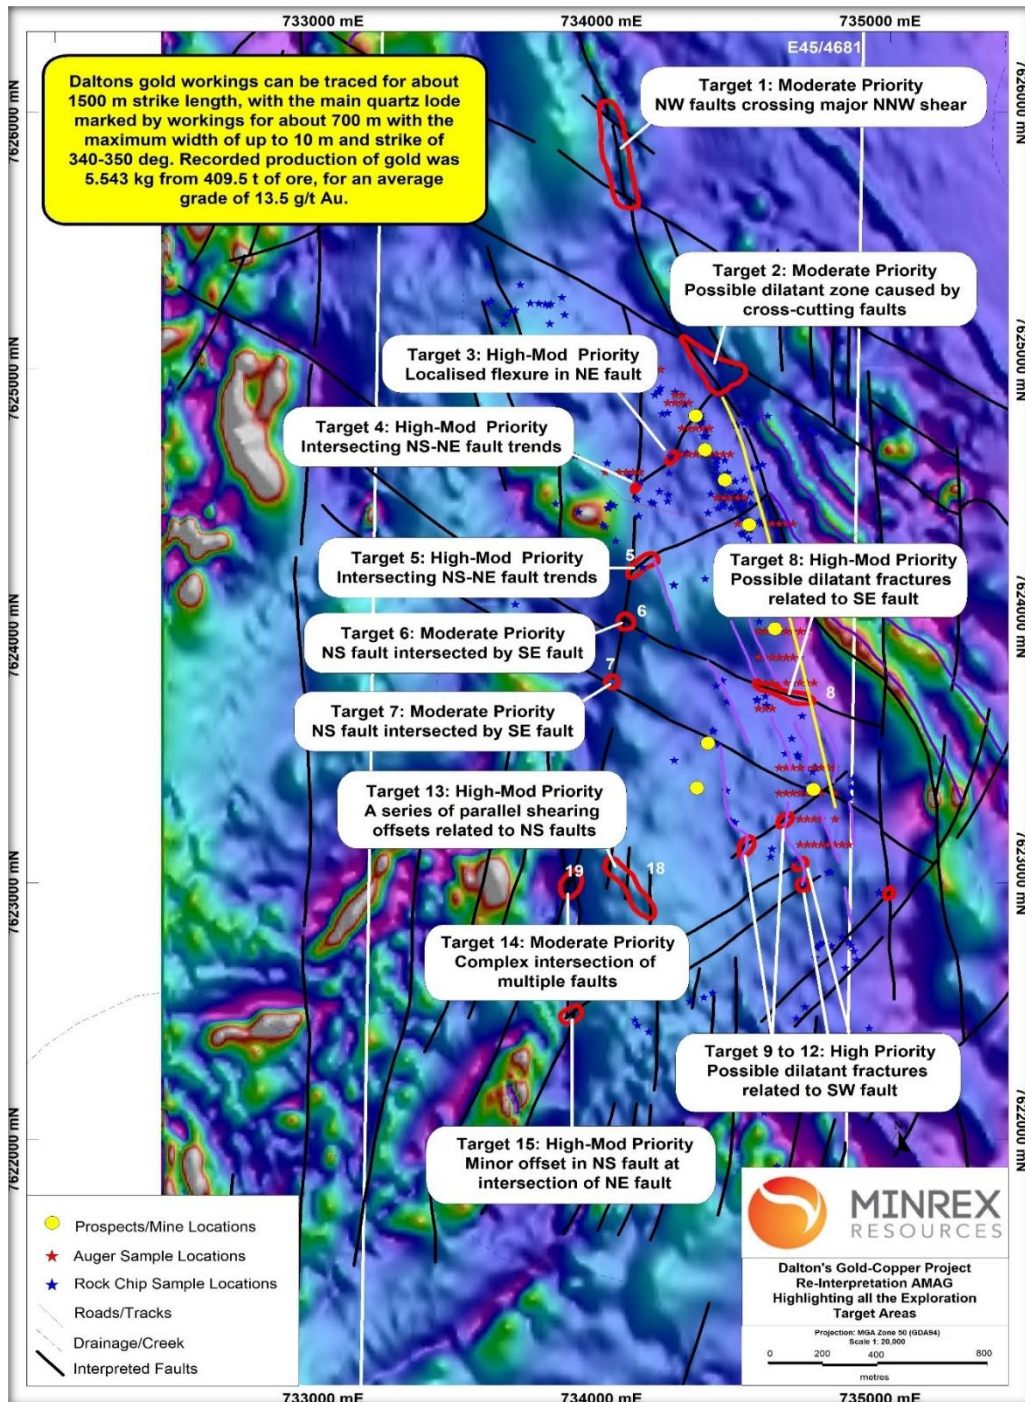 733000 mE
734000 mE
735000 mE
E45/4681
7626000 mN
7626000 mN
Daltons gold workings can be traced for about
1500 m strike length, with the main quartz lode
marked by workings for about 700 m with the
maximum width of up to 10 m and strike of
340-350 deg. Recorded production of gold was
5.543 kg from 409.5 t of ore, for an average
grade of 13.5 g/t Au.
Target 1: Moderate Priority
NW faults crossing major NNW shear
Target 2: Moderate Priority
Possible dilatant zone caused by
cross-cutting faults
7625000 mN
7625000 mN
Target 3: High-Mod Priority
Localised flexure in NE fault
Target 4: High-Mod Priority
Intersecting NS-NE fault trends
5
Target 5: High-Mod Priority
Intersecting NS-NE fault trends
Target 8: High-Mod Priority
Possible dilatant fractures
related to SE fault
7624000 mN
7624000 mN
6
Target 6: Moderate Priority
NS fault intersected by SE fault
7
8
Target 7: Moderate Priority
NS fault intersected by SE fault
Target 13: High-Mod Priority
A series of parallel shearing
offsets related to NS faults
7623000 mN
7623000 mN
19
18
Target 14: Moderate Priority
Complex intersection of
multiple faults
Target 9 to 12: High Priority
Possible dilatant fractures
related to SW fault
7622000 mN
7622000 mN
Target 15: High-Mod Priority
Minor offset in NS fault at
intersection of NE fault
Prospects/Mine Locations
Auger Sample Locations
Rock Chip Sample Locations
Roads/Tracks
Drainage/Creek
Interpreted Faults
MINREX
RESOURCES
Dalton's Gold-Copper Project
Re-Interpretation AMAG
Highlighting all the Exploration
Target Areas
Projection: MGA Zone 50 (GDA94)
Scale 1: 20,000
0 200 400 800
metres
733000 mE
734000 mE
735000 mE